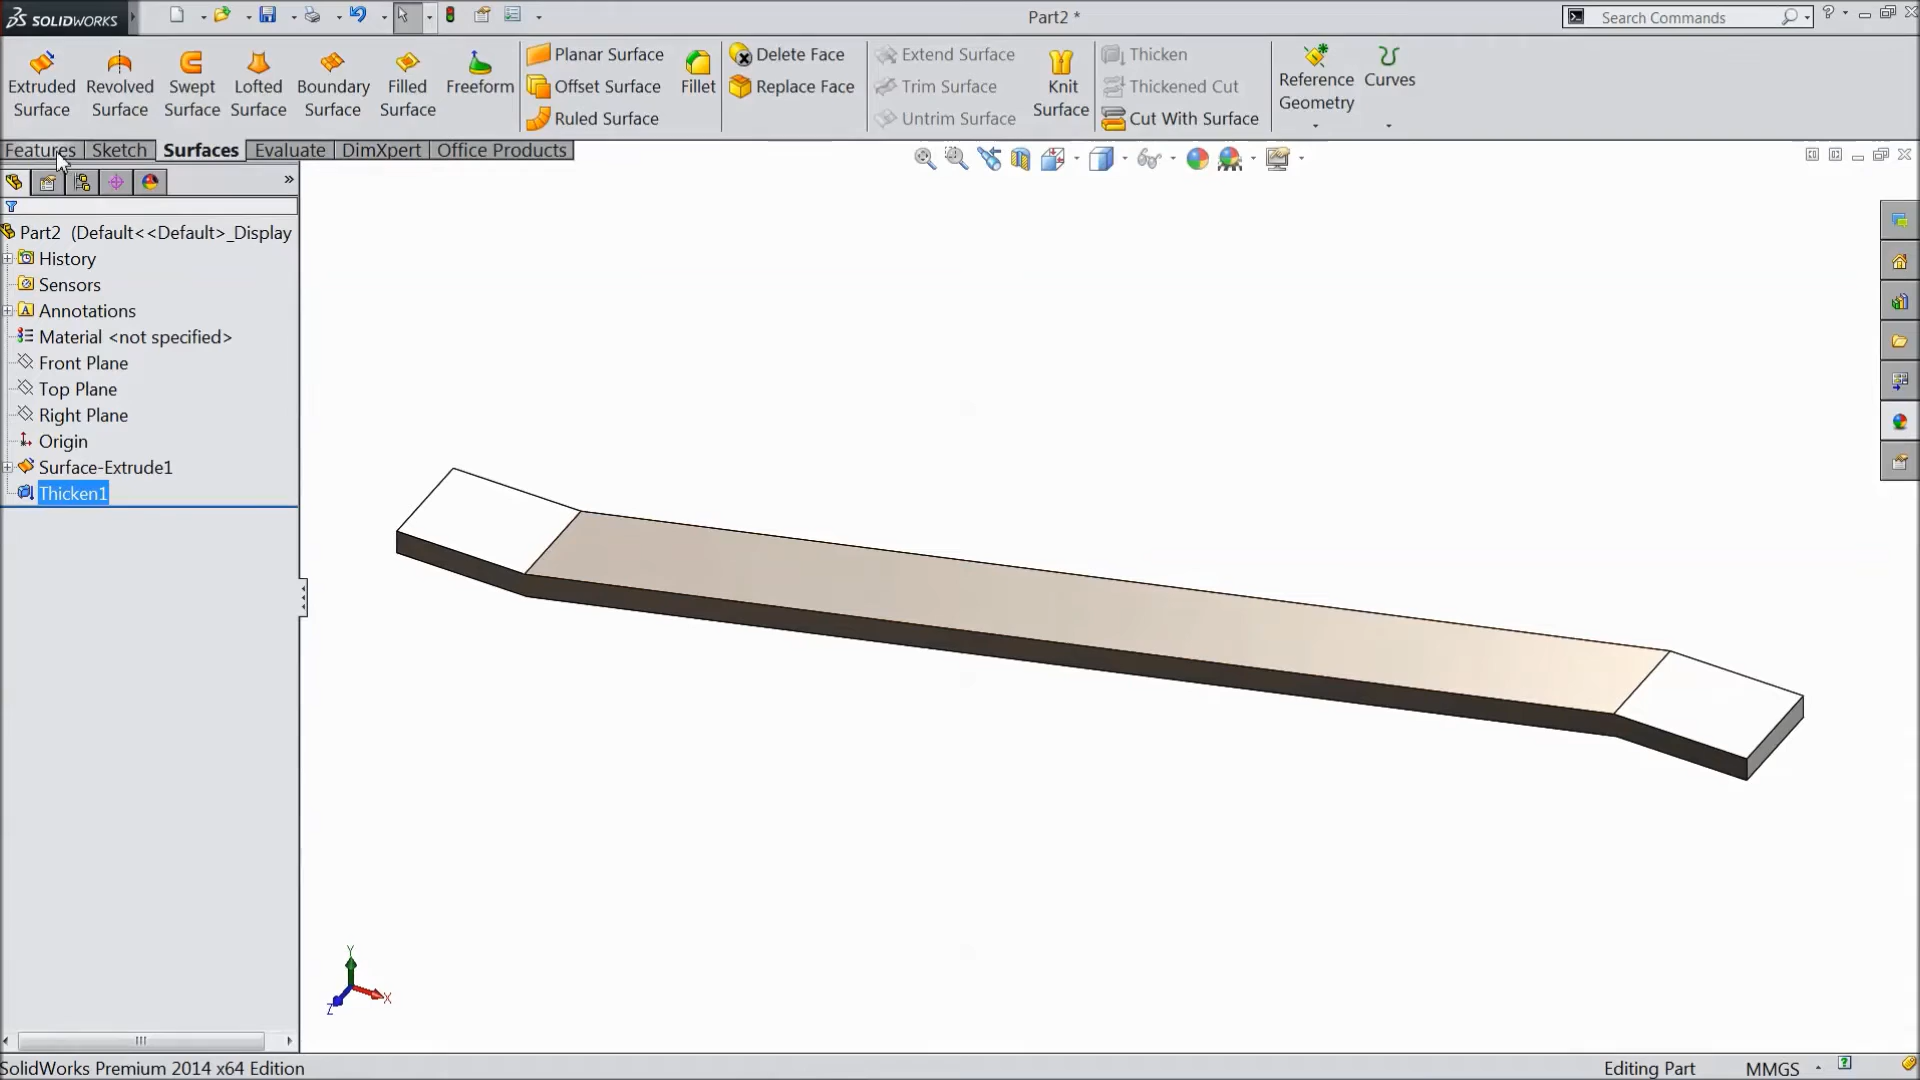 SOLIDWORKS
Part2 *
Search Commands
Extruded Surface
Revolved Surface
Swept Surface
Lofted Surface
Boundary Surface
Filled Surface
Freeform
Planar Surface
Offset Surface
Ruled Surface
Fillet
Delete Face
Replace Face
Extend Surface
Trim Surface
Untrim Surface
Knit Surface
Thicken
Thickened Cut
Cut With Surface
Reference Geometry
Curves
Features
Sketch
Surfaces
Evaluate
DimXpert
Office Products
Part2 (Default<<Default>_Display
History
Sensors
Annotations
Material <not specified>
Front Plane
Top Plane
Right Plane
Origin
Surface-Extrude1
Thicken1
Y
X
Z
SolidWorks Premium 2014 x64 Edition
Editing Part
MMGS